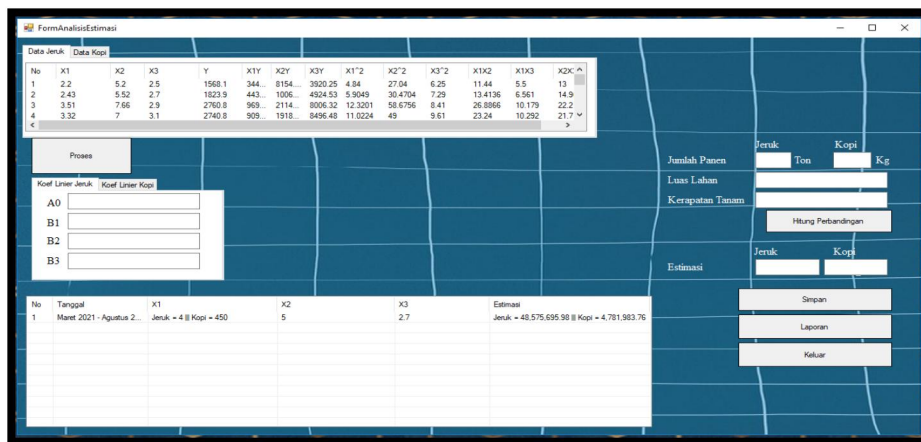 FormAnalisisEstimasi
Data Jeruk Data Kopi
No X1 X2 X3 Y X1Y X2Y X3Y X1^2 X2^2 X3^2 X1X2 X1X3 X2X
1 2.2 5.2 2.5 1568.1 344... 8154.... 3920.25 4.84 27.04 6.25 11.44 5.5 13
2 2.43 5.52 2.7 1823.9 443... 1006... 4924.53 5.9049 30.4704 7.29 13.4136 6.561 14.9
3 3.51 7.66 2.9 2760.8 969... 2114... 8006.32 12.3201 58.6756 8.41 26.8866 10.179 22.2
4 3.32 7 3.1 2740.8 909... 1918... 8496.48 11.0224 49 9.61 23.24 10.292 21.7
Proses
Koef Linier Jeruk Koef Linier Kopi
A0
B1
B2
B3
Jeruk Kopi
Jumlah Panen Ton Kg
Luas Lahan
Kerapatan Tanam
Hitung Perbandingan
Jeruk Kopi
Estimasi
Simpan
Laporan
Keluar
No Tanggal X1 X2 X3 Estimasi
1 Maret 2021 - Agustus 2... Jeruk = 4 ||| Kopi = 450 5 2.7 Jeruk = 48,575,695.98 ||| Kopi = 4,781,983.76